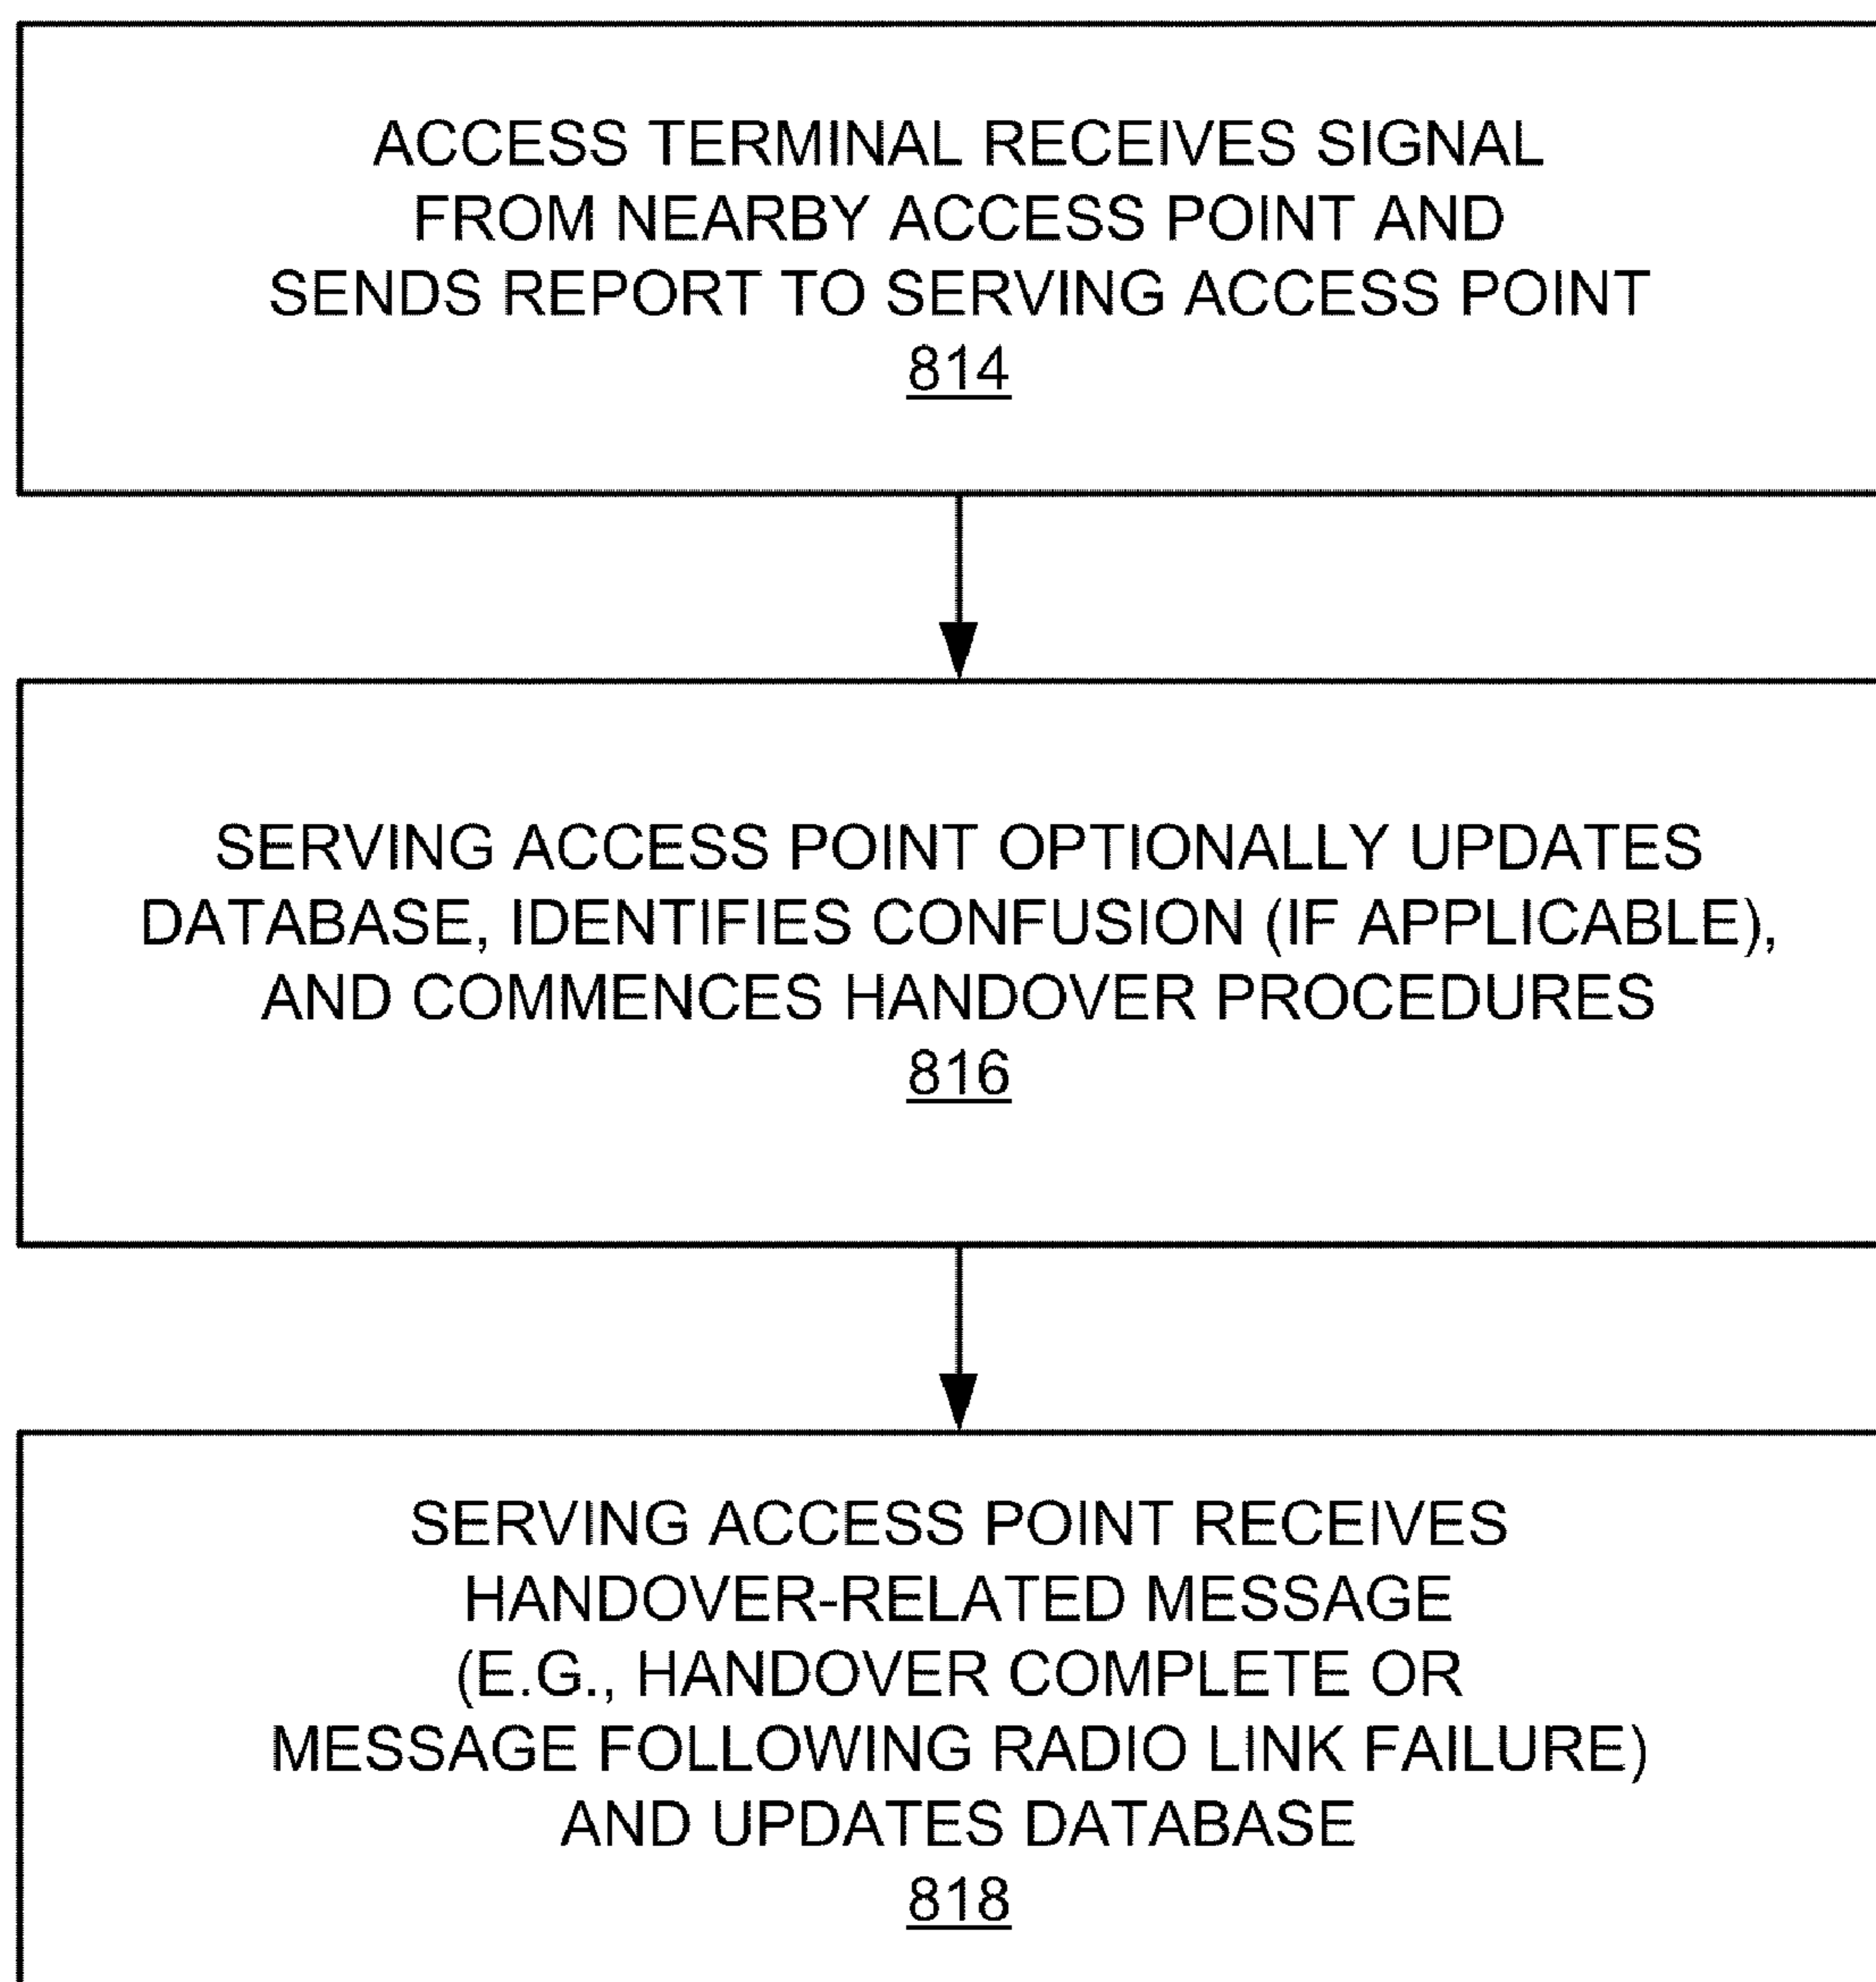 ACCESS TERMINAL RECEIVES SIGNAL
FROM NEARBY ACCESS POINT AND
SENDS REPORT TO SERVING ACCESS POINT
814
SERVING ACCESS POINT OPTIONALLY UPDATES
DATABASE, IDENTIFIES CONFUSION (IF APPLICABLE),
AND COMMENCES HANDOVER PROCEDURES
816
SERVING ACCESS POINT RECEIVES
HANDOVER-RELATED MESSAGE
(E.G., HANDOVER COMPLETE OR
MESSAGE FOLLOWING RADIO LINK FAILURE)
AND UPDATES DATABASE
818